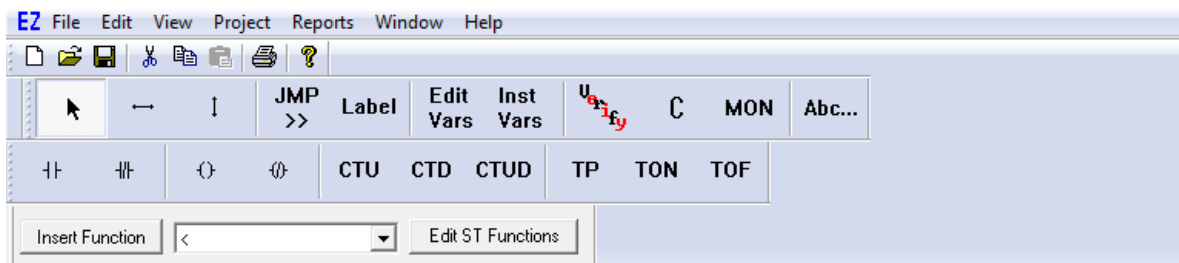 EZ File Edit View Project Reports Window Help
JMP >> Label Edit Vars Inst Vars Verify C MON Abc...
CTU CTD CTUD TP TON TOF
Insert Function < Edit ST Functions